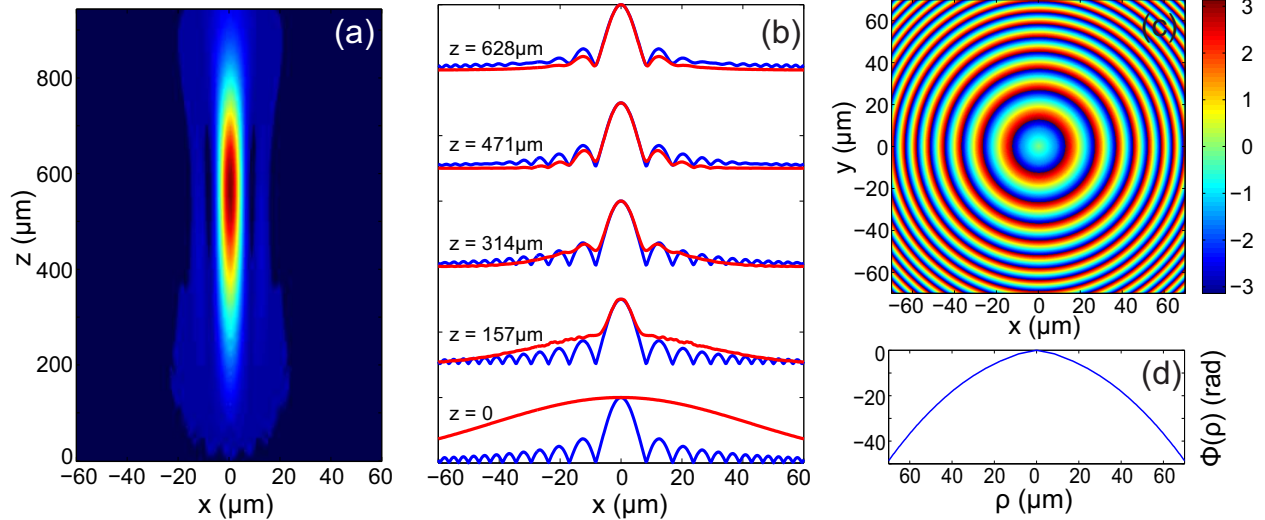 (a)
z (μm)
800
600
400
200
0
−60 −40 −20 0 20 40 60
x (μm)
(b)
z = 628μm
z = 471μm
z = 314μm
z = 157μm
z = 0
60 40 20 0 20 40 60
x (μm)
(c)
y (μm)
60
40
20
0
−20
−40
−60
−60 −40 −20 0 20 40 60
x (μm)
3
2
1
0
−1
−2
−3
(d)
0
−20
−40
Φ(ρ) (rad)
60 40 20 0 20 40 60
ρ (μm)